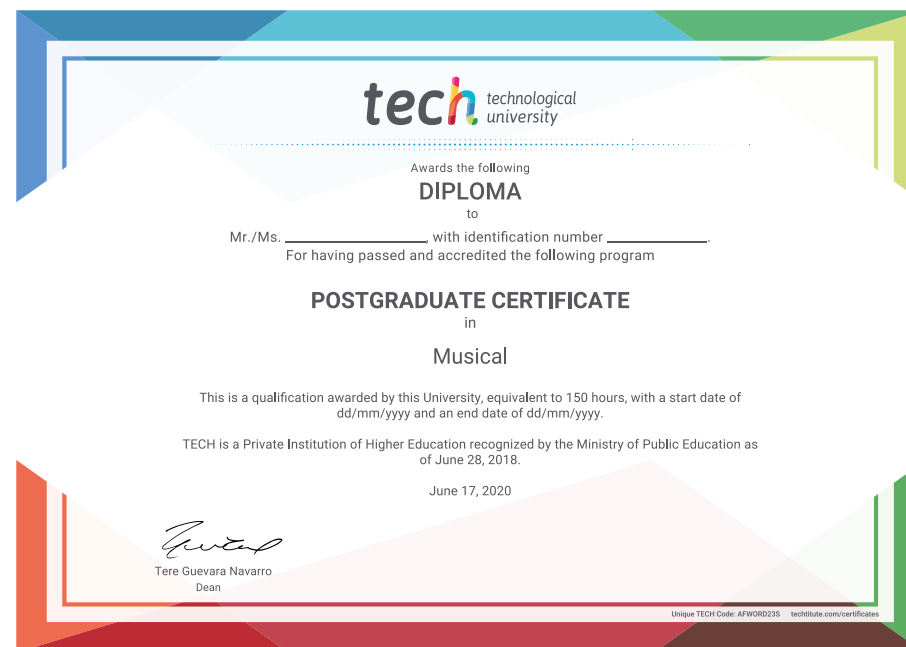 tech technological
university
Awards the following
DIPLOMA
to
Mr./Ms. ____________________, with identification number ______________.
For having passed and accredited the following program
POSTGRADUATE CERTIFICATE
in
Musical
This is a qualification awarded by this University, equivalent to 150 hours, with a start date of
dd/mm/yyyy and an end date of dd/mm/yyyy.
TECH is a Private Institution of Higher Education recognized by the Ministry of Public Education as
of June 28, 2018.
June 17, 2020
Tere Guevara Navarro
Dean
Unique TECH Code: AFWORD23S techtitute.com/certificates